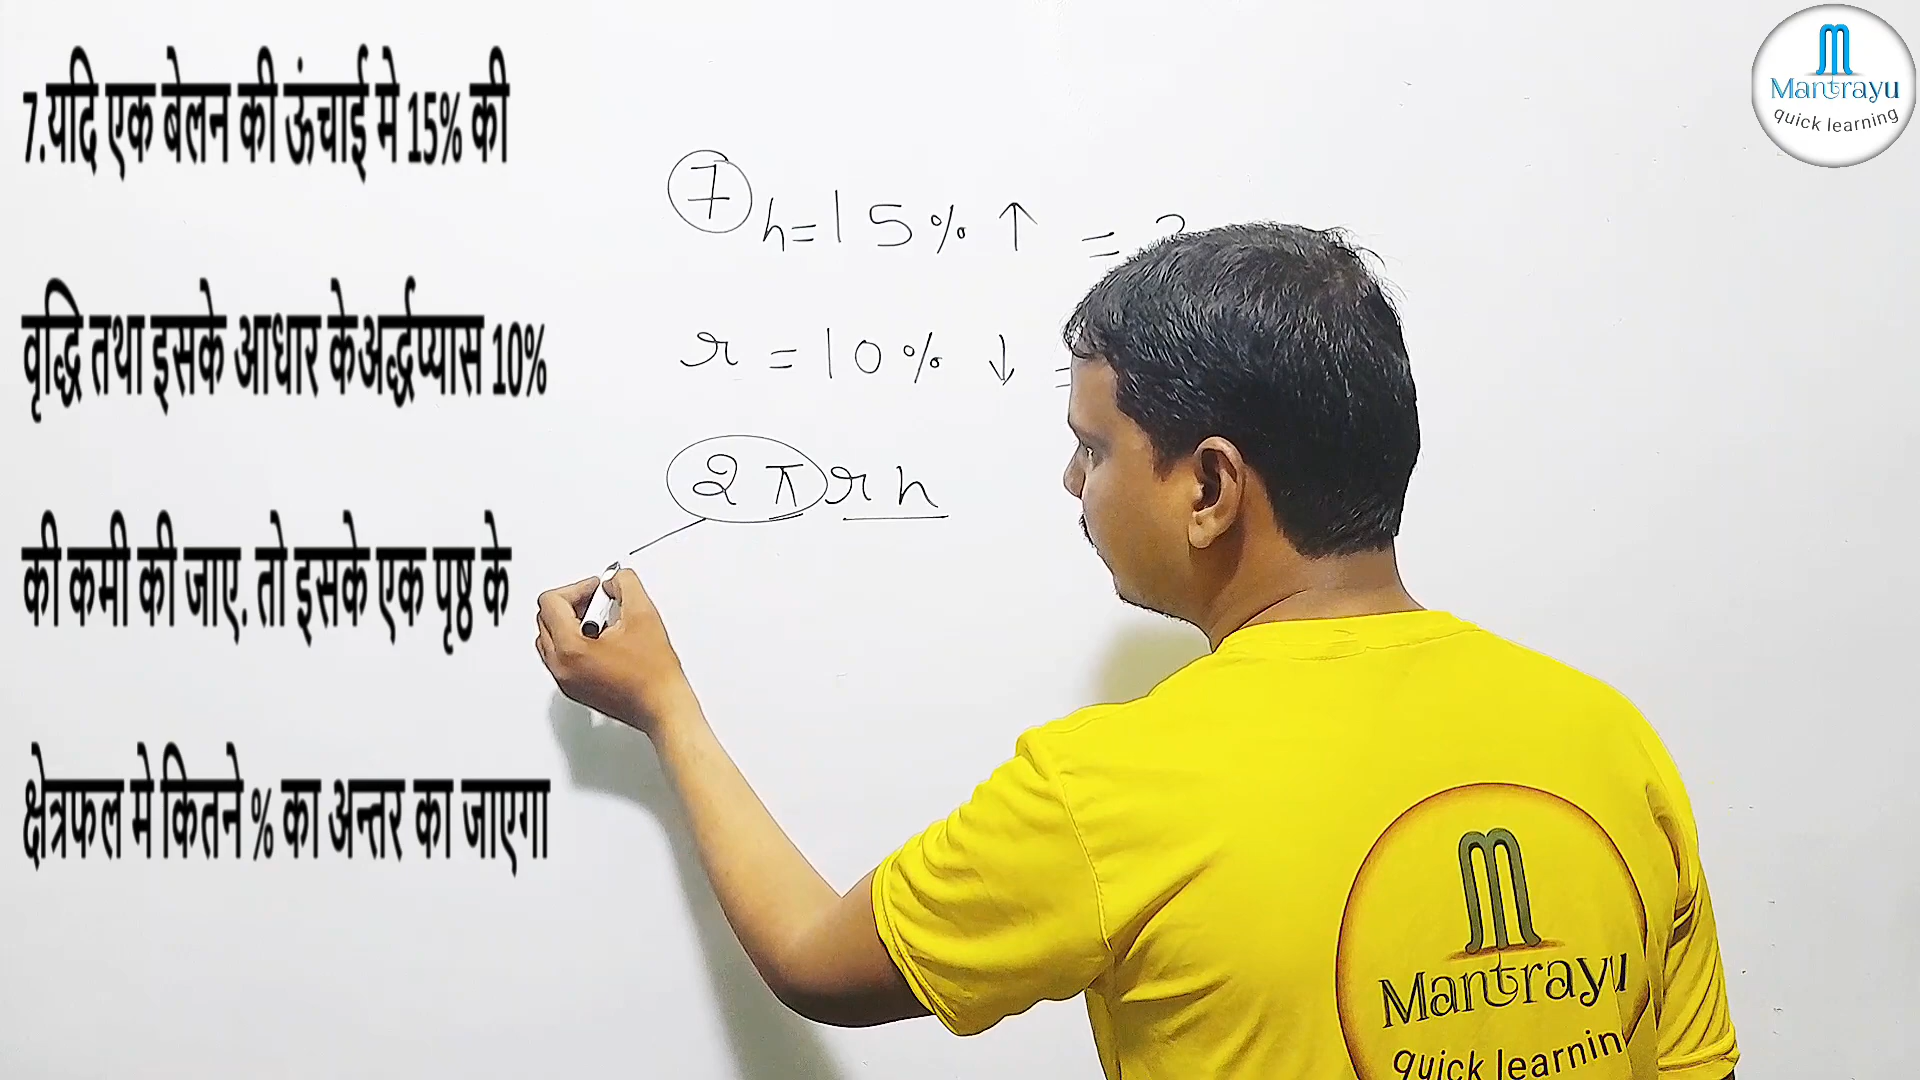 7.यदि एक बेलन की ऊंचाई मे 15% की
वृद्धि तथा इसके आधार केअर्द्धप्यास 10%
की कमी की जाए. तो इसके एक पृष्ठ के
क्षेत्रफल मे कितने % का अन्तर का जाएगा
7
h=15% ↑ =
r = 10% ↓ =
2πrh
m
Mantrayu
quick learning
m
Mantrayu
quick learnin